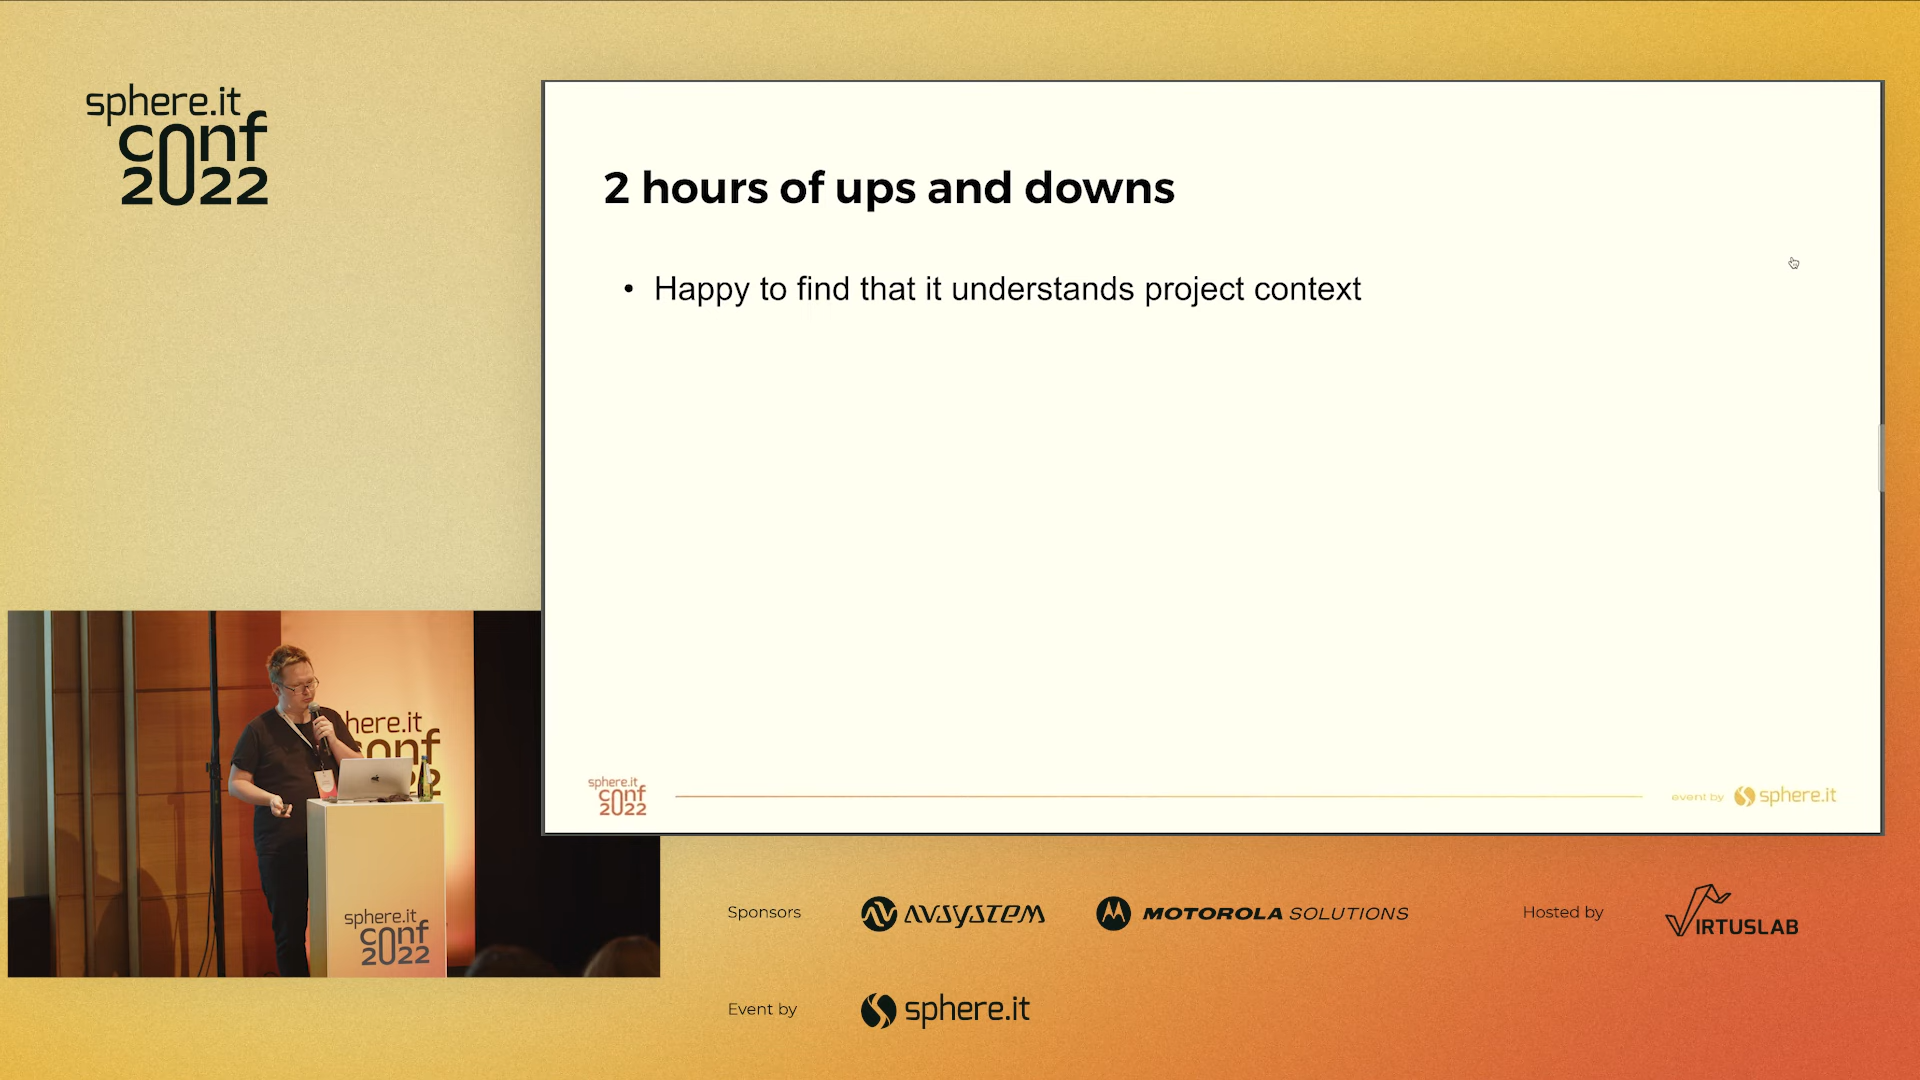 sphere.it
conf
2022
2 hours of ups and downs
• Happy to find that it understands project context
sphere.it
conf
2022
event by sphere.it
here.it
conf
22
sphere.it
conf
2022
Sponsors AVSYSTEM MOTOROLA SOLUTIONS Hosted by VIRTUSLAB
Event by sphere.it